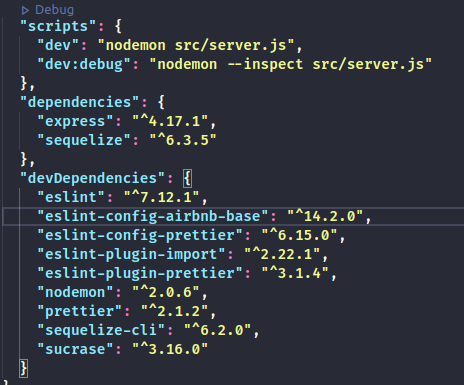 Debug
"scripts": {
"dev": "nodemon src/server.js",
"dev:debug": "nodemon --inspect src/server.js"
},
"dependencies": {
"express": "^4.17.1",
"sequelize": "^6.3.5"
},
"devDependencies": {
"eslint": "^7.12.1",
"eslint-config-airbnb-base": "^14.2.0",
"eslint-config-prettier": "^6.15.0",
"eslint-plugin-import": "^2.22.1",
"eslint-plugin-prettier": "^3.1.4",
"nodemon": "^2.0.6",
"prettier": "^2.1.2",
"sequelize-cli": "^6.2.0",
"sucrase": "^3.16.0"
}
}